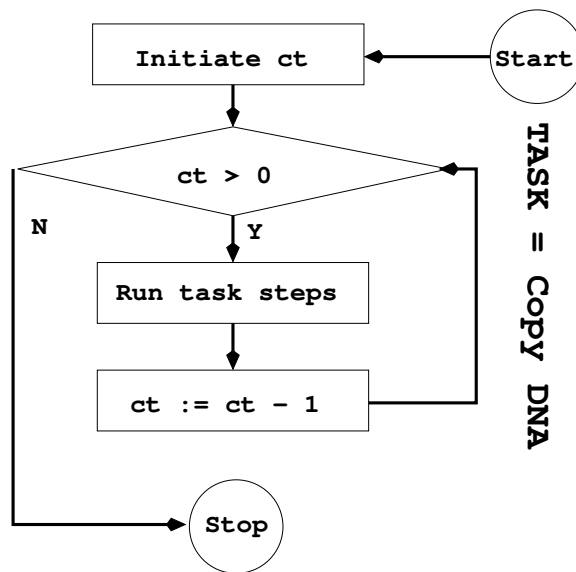 Initiate ct
Start
ct > 0
N
Y
Run task steps
ct := ct - 1
Stop
TASK = Copy DNA